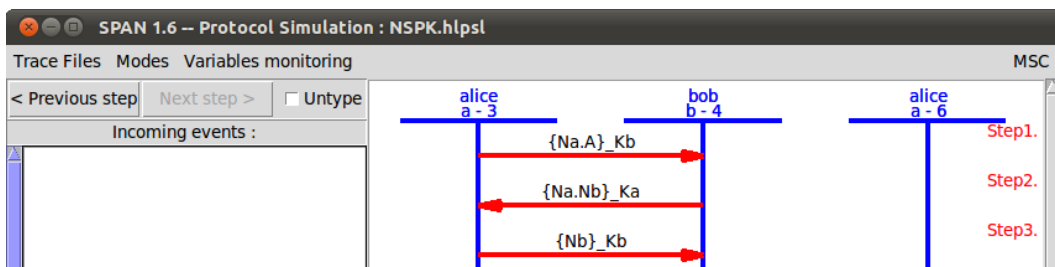 SPAN 1.6 -- Protocol Simulation : NSPK.hlpsl
Trace Files Modes Variables monitoring MSC
< Previous step Next step > Untype
Incoming events :
alice bob alice
a - 3 b - 4 a - 6
Step1.
{Na.A}_Kb
Step2.
{Na.Nb}_Ka
Step3.
{Nb}_Kb